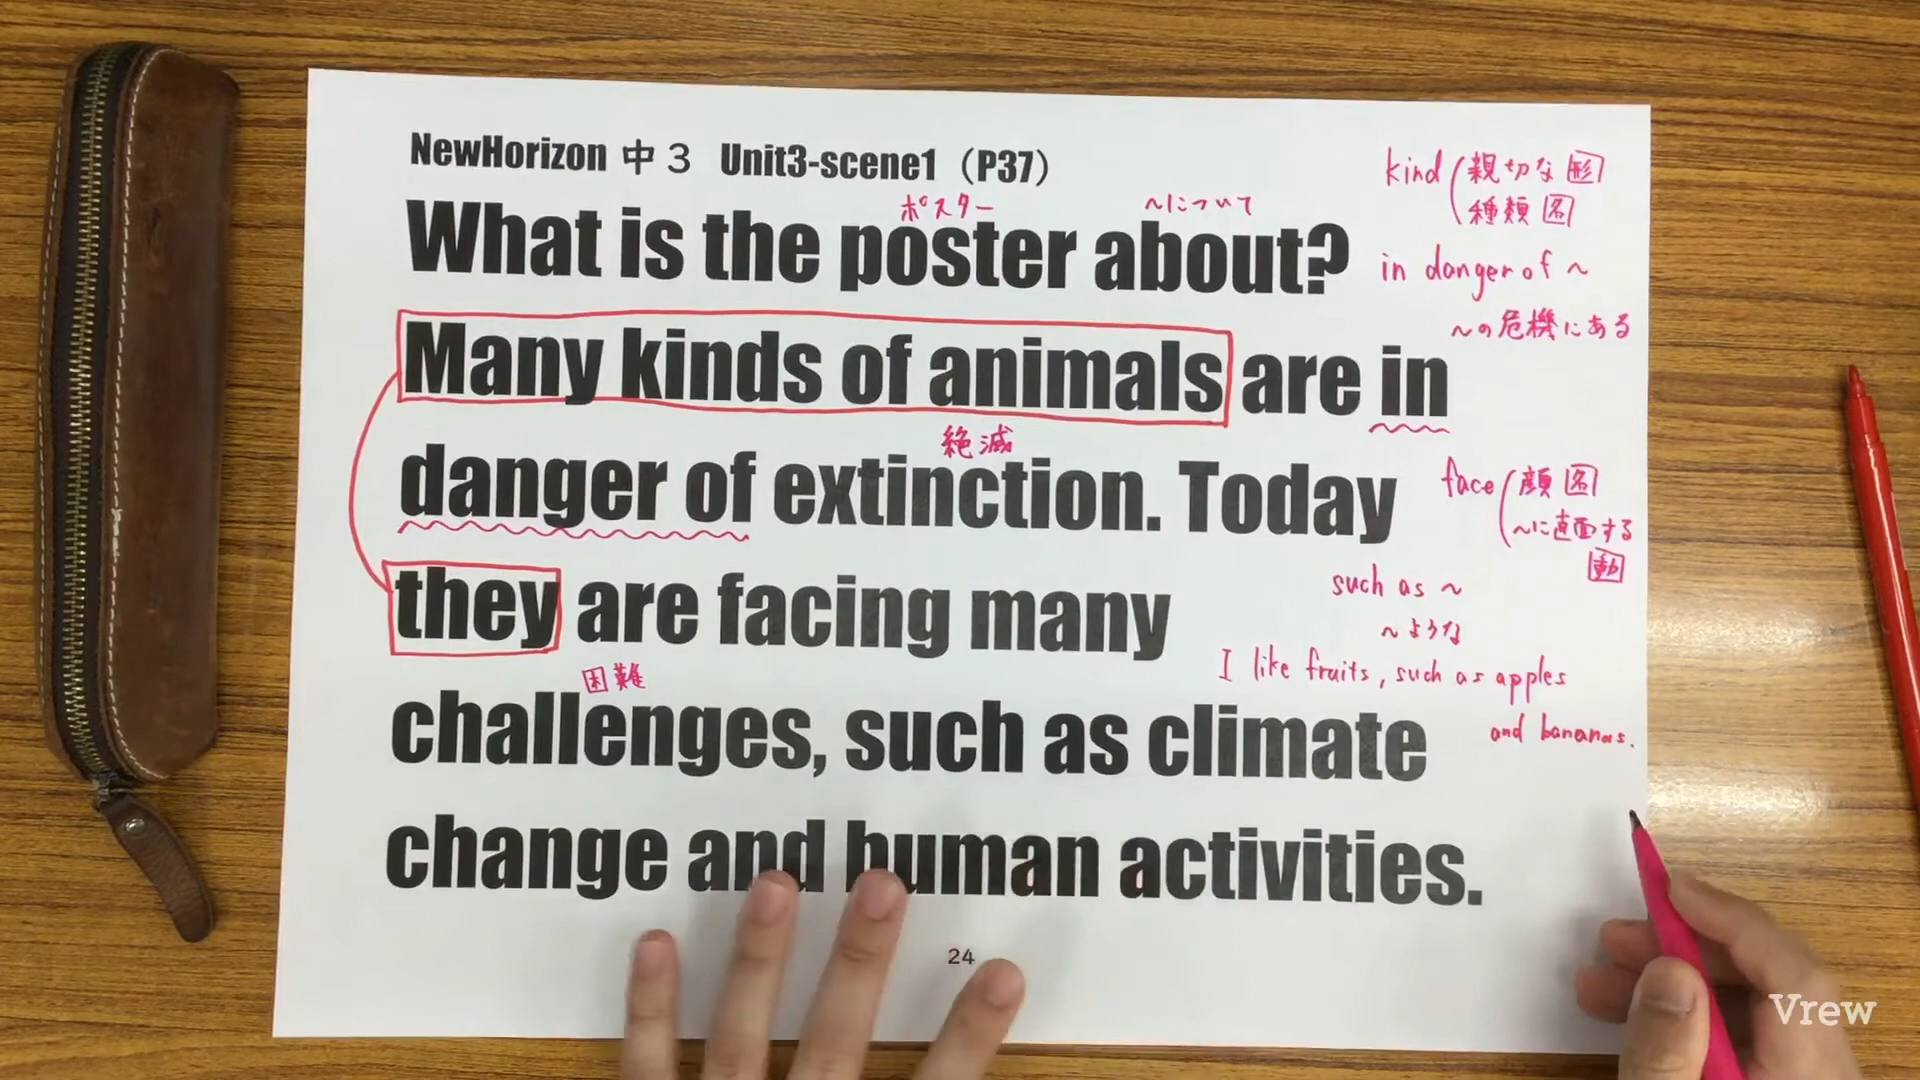 NewHorizon 中３ Unit3-scene1（P37）
ポスター
~について
What is the poster about?
Many kinds of animals are in
絶滅
danger of extinction. Today
they are facing many
困難
challenges, such as climate
change and human activities.
24
kind (親切な 形
種類 名
in danger of ~
~の危機にある
face (顔 名
~に直面する
動
such as ~
~ような
I like fruits, such as apples
and bananas.
Vrew